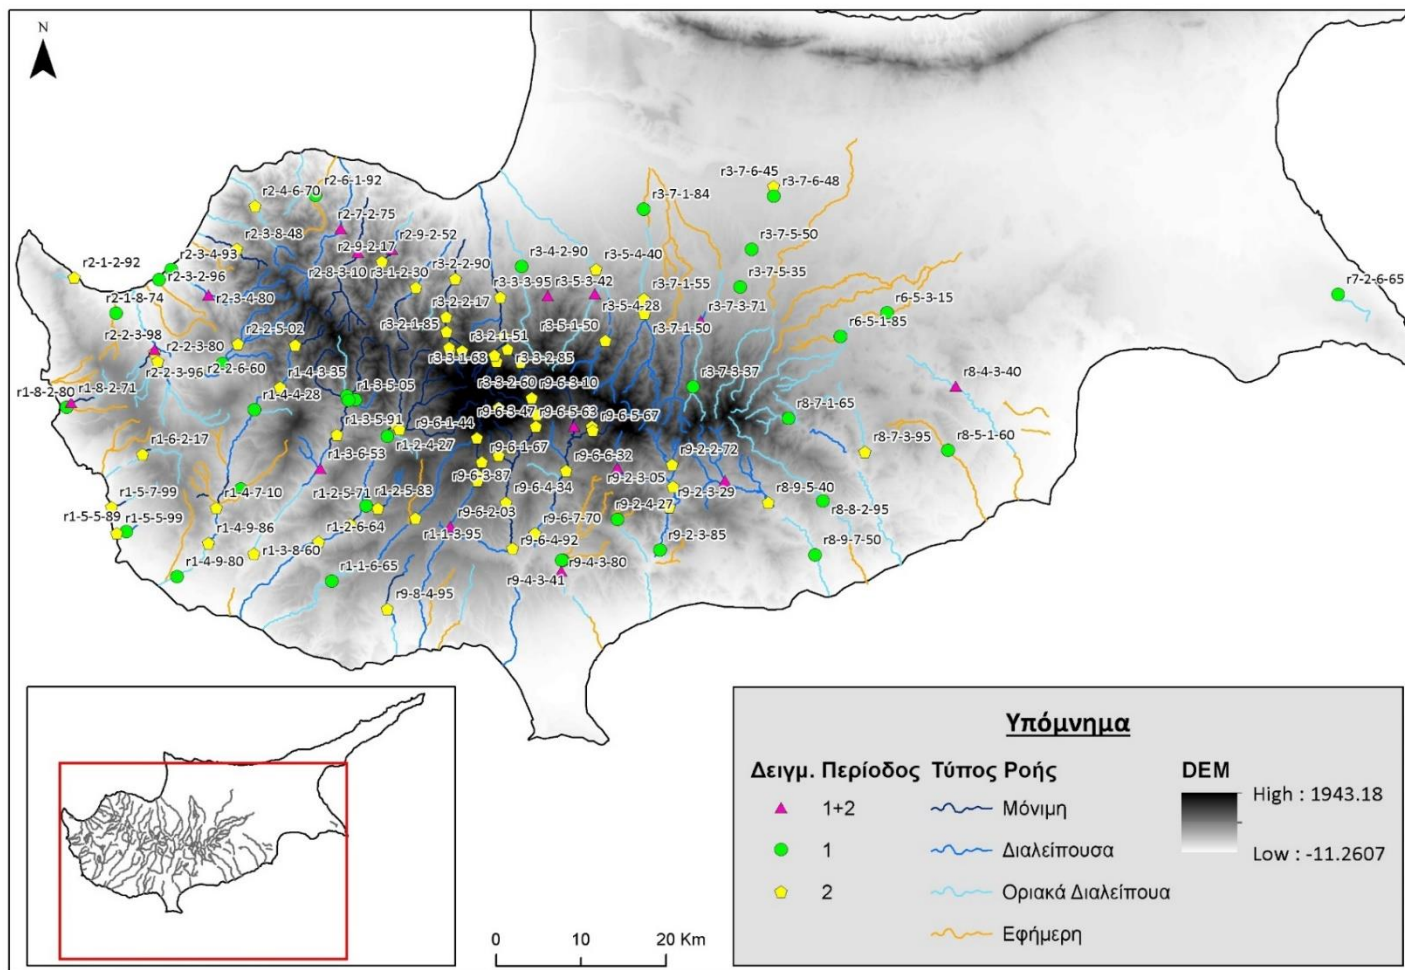 N
r2-6-1-92
r2-4-6-70
r2-7-2-75
r2-3-8-48
r2-9-2-17
r2-9-2-52
r2-3-4-93
r2-1-2-92
r2-3-2-96
r2-8-3-10
r3-1-2-30
r3-2-2-90
r3-4-2-90
r3-5-4-40
r3-7-1-84
r3-7-6-45
r3-7-6-48
r3-7-5-50
r3-7-5-35
r7-2-6-65
r2-1-8-74
r2-3-4-80
r3-2-2-17
r3-3-3-95
r3-5-3-42
r3-7-1-55
r3-5-4-28
r3-7-3-71
r6-5-3-15
r2-2-3-98
r2-2-5-02
r3-2-1-85
r3-2-1-51
r3-5-1-50
r3-7-1-50
r6-5-1-85
r2-2-3-80
r2-2-3-96
r2-2-6-60
r3-3-1-68
r3-3-2-85
r1-4-3-35
r3-7-3-37
r8-4-3-40
r1-8-2-80
r1-8-2-71
r1-4-4-28
r1-3-5-05
r3-3-2-60
r9-6-3-10
r9-6-3-47
r9-6-5-63
r9-6-5-67
r8-7-1-65
r1-3-5-91
r9-6-1-44
r1-6-2-17
r1-2-4-27
r9-6-1-67
r9-6-6-32
r9-2-2-72
r8-7-3-95
r8-5-1-60
r1-3-6-53
r9-6-3-87
r9-2-3-05
r1-5-7-99
r1-4-7-10
r1-2-5-71
r1-2-5-83
r9-6-4-34
r9-2-3-29
r8-9-5-40
r1-5-5-89
r1-5-5-99
r9-6-2-03
r9-2-4-27
r8-8-2-95
r1-4-9-86
r1-2-6-64
r1-1-3-95
r9-6-7-70
r9-6-4-92
r9-2-3-85
r8-9-7-50
r1-4-9-80
r1-3-8-60
r1-1-6-65
r9-4-3-80
r9-4-3-41
r9-8-4-95
Υπόμνημα
Δειγμ. Περίοδος Τύπος Ροής DEM
1+2 Μόνιμη High : 1943.18
1 Διαλείπουσα Low : -11.2607
2 Οριακά Διαλείπουα
Εφήμερη
0 10 20 Km